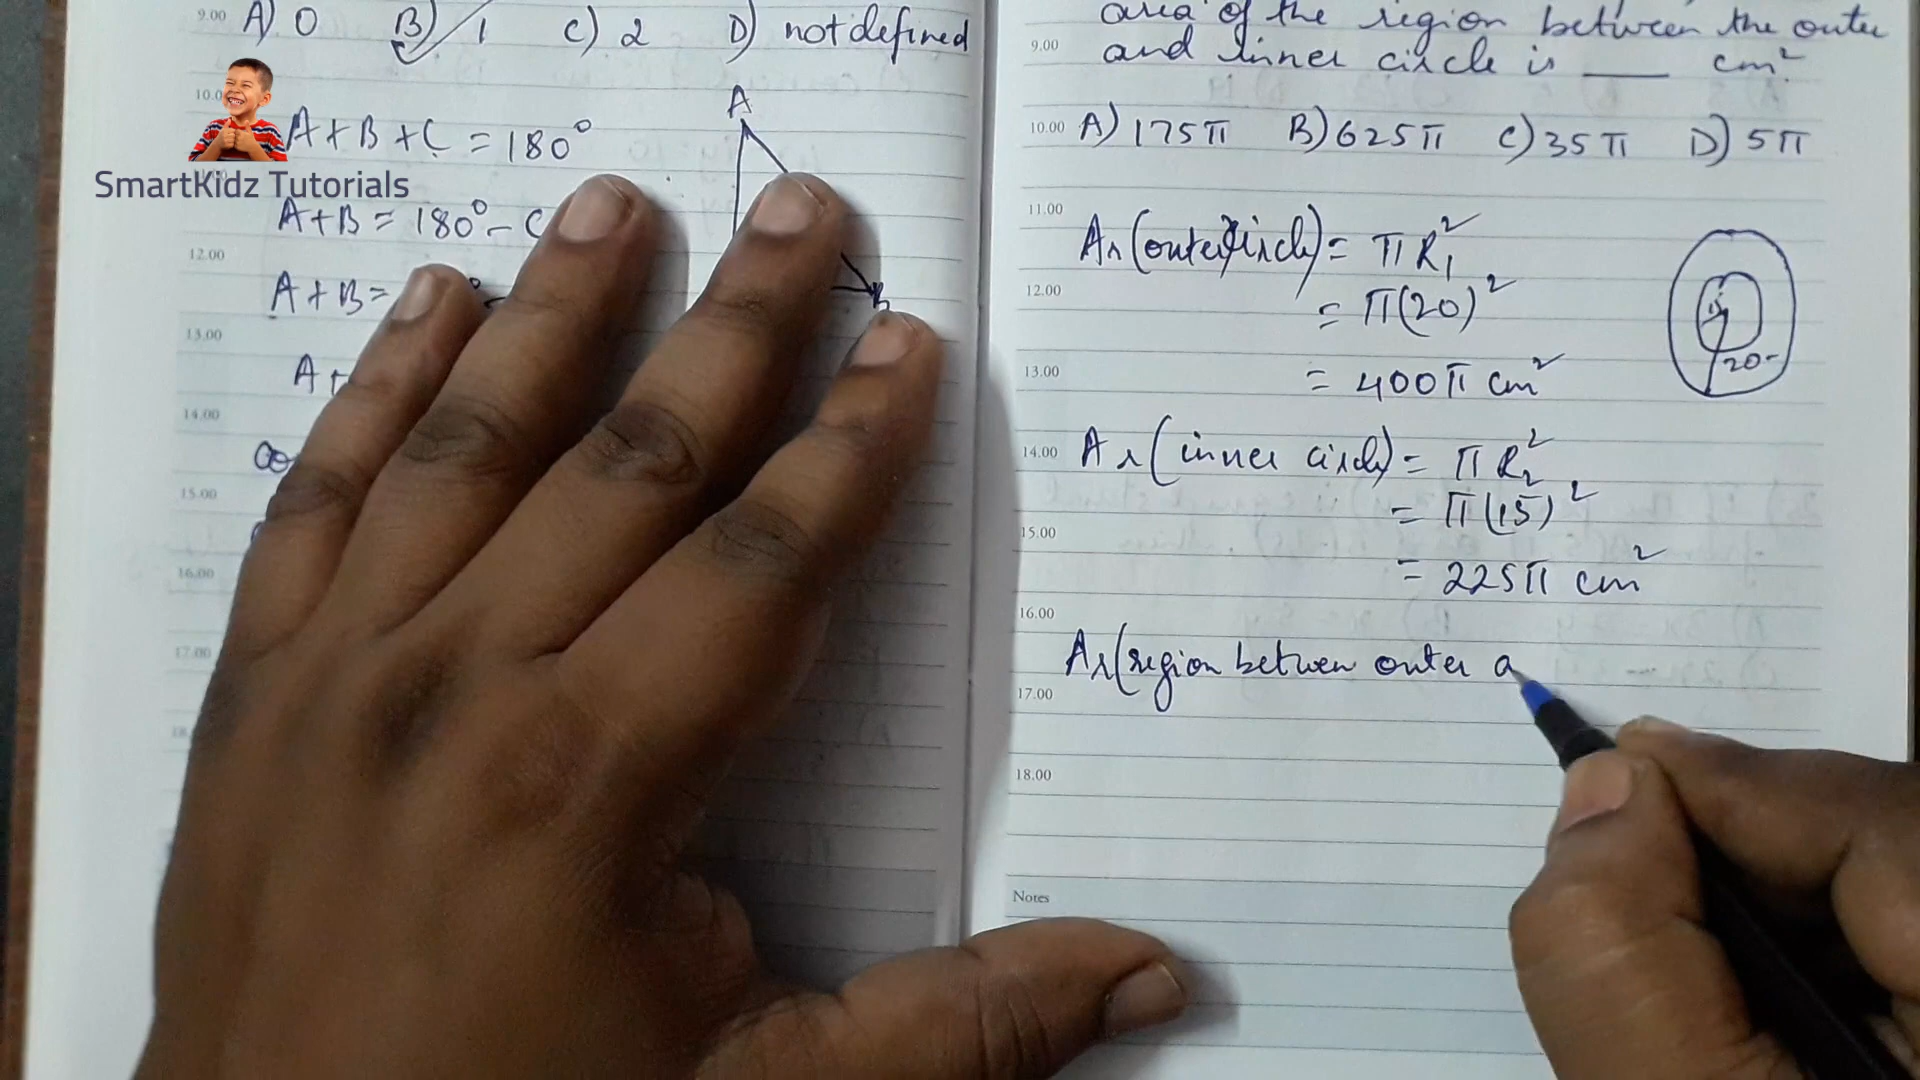 9.00
A) 0 B) 1 C) 2 D) not defined
10.0
A+B+C = 180°
SmartKidz Tutorials
A+B = 180° - C
12.00
A+B =
13.00
A+
14.00
15.00
16.00
17.00
18
A
B
area of the region between the outer
9.00
and inner circle is ____ cm²
10.00
A) 175π B) 625π C) 35π D) 5π
11.00
Ar (outer circle) = πR₁²
12.00
= π(20)²
13.00
= 400π cm²
20
14.00
Ar (inner circle) = πR₂²
= π(15)²
15.00
= 225π cm²
16.00
Ar (region betwen outer a
17.00
18.00
Notes